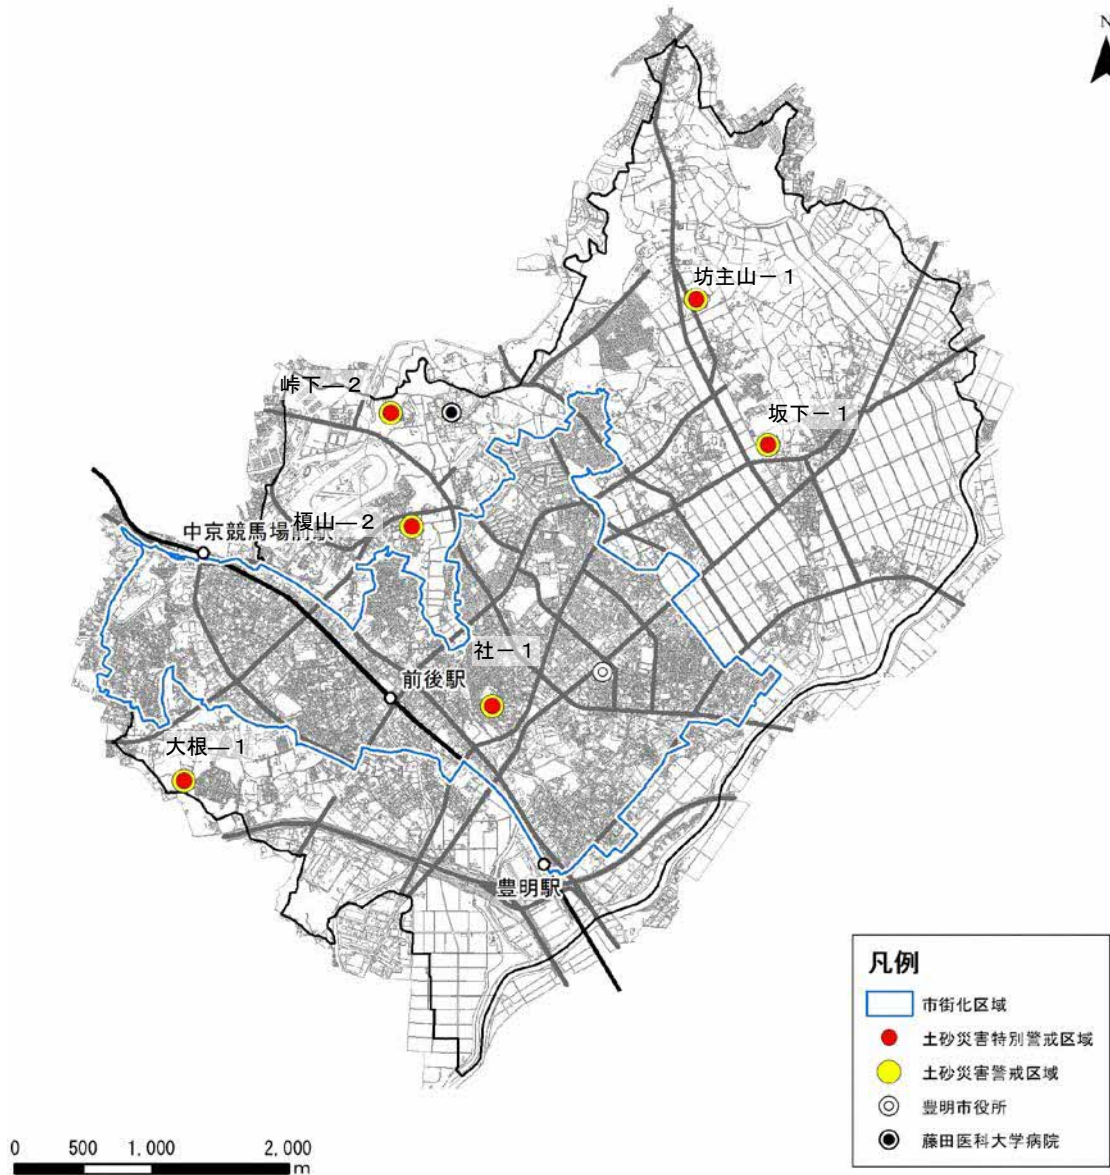 N
坊主山－1
峠下―2
坂下－1
榎山―2
中京競馬場前駅
社－1
前後駅
大根―1
豊明駅
凡例
市街化区域
土砂災害特別警戒区域
土砂災害警戒区域
豊明市役所
藤田医科大学病院
0 500 1,000 2,000
m